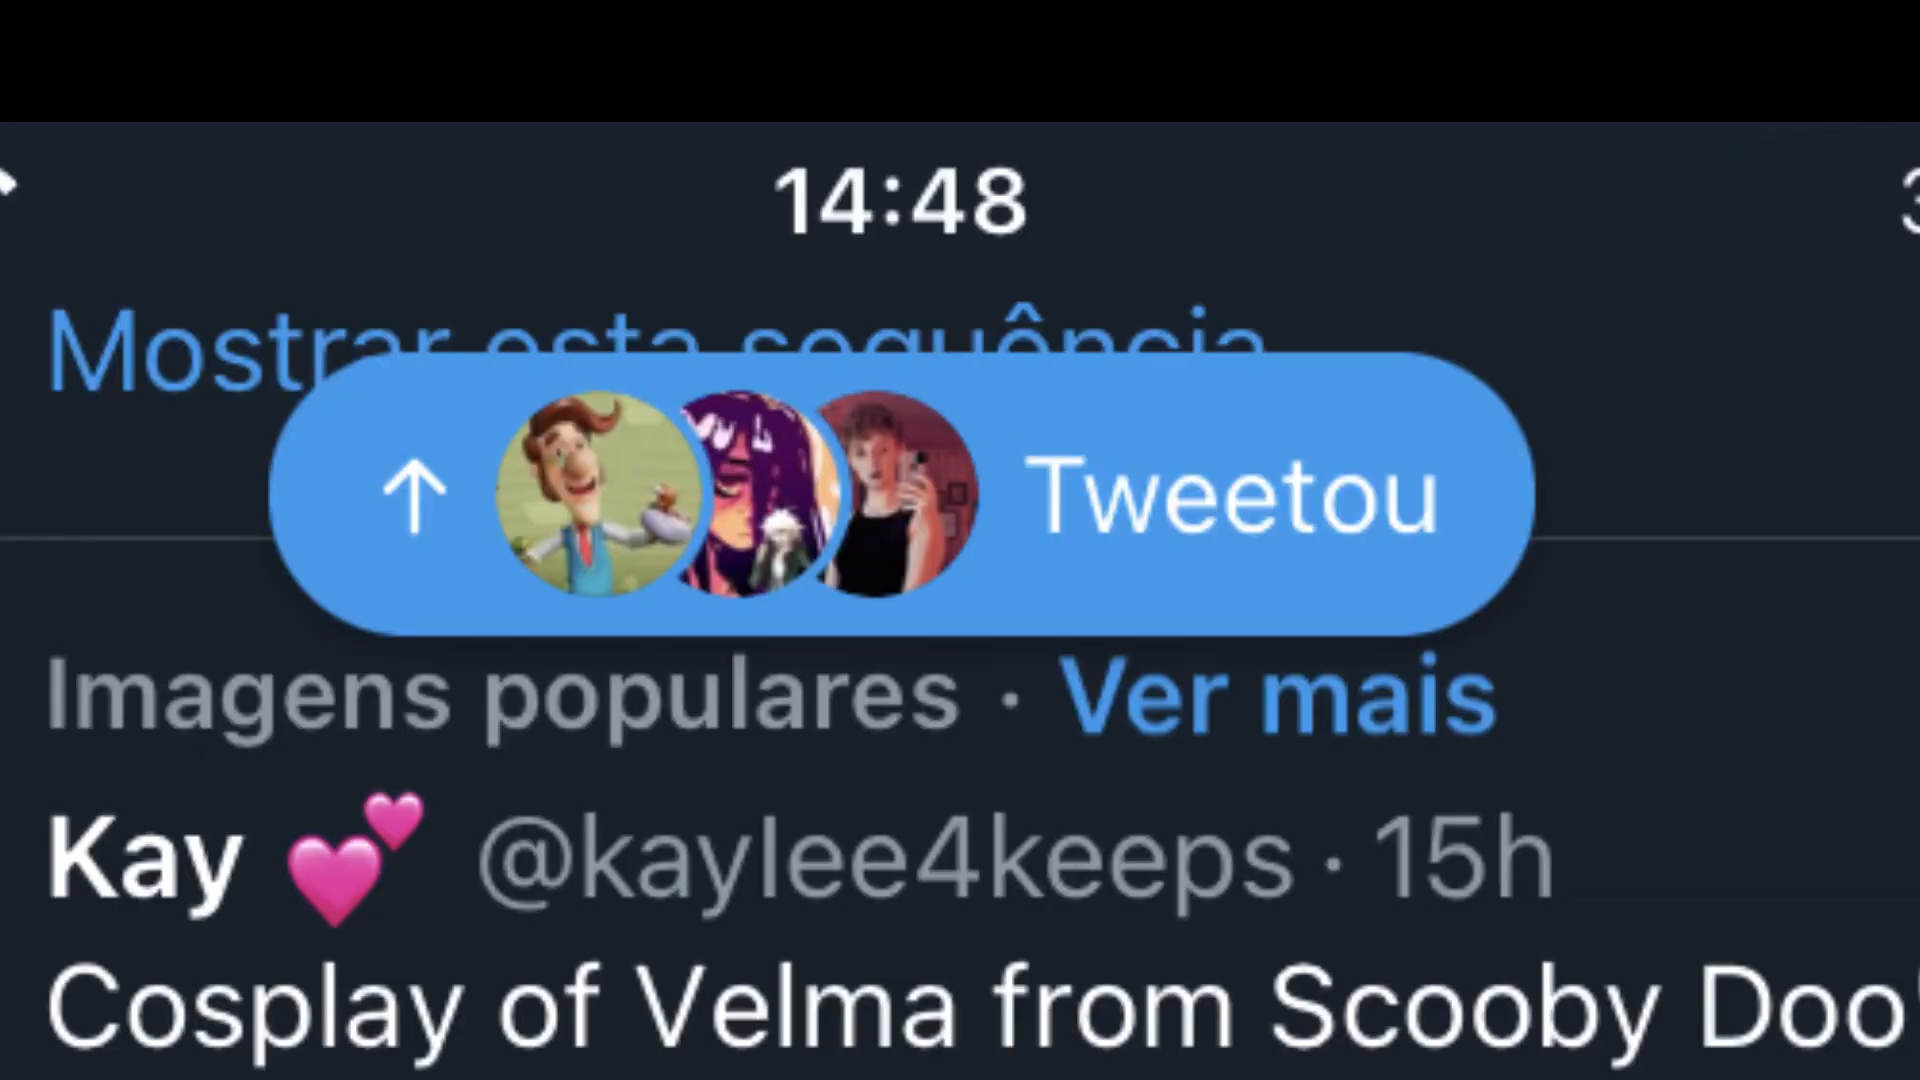 14:48
Mostrar esta sequência
Tweetou
Imagens populares · Ver mais
Kay 💕 @kaylee4keeps · 15h
Cosplay of Velma from Scooby Doo